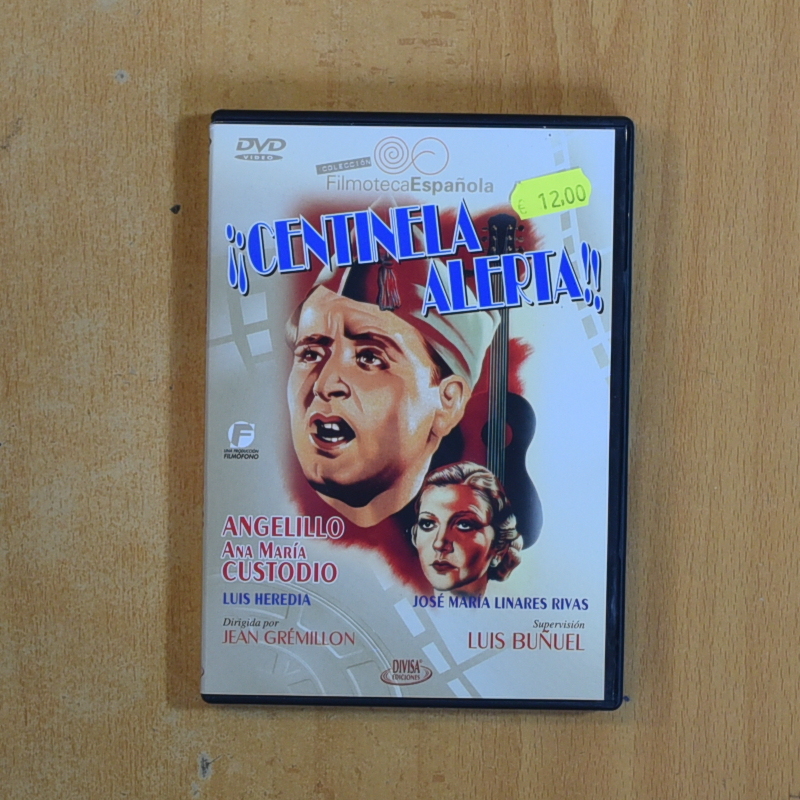 DVD
VIDEO
COLECCIÓN
FilmotecaEspañola
€ 12,00
¡¡CENTINELA
ALERTA!!
F
UNA PRODUCCIÓN
FILMÓFONO
ANGELILLO
ANA MARÍA
CUSTODIO
LUIS HEREDIA
JOSÉ MARÍA LINARES RIVAS
Dirigida por
JEAN GRÉMILLON
Supervisión
LUIS BUÑUEL
DIVISA
EDICIONES